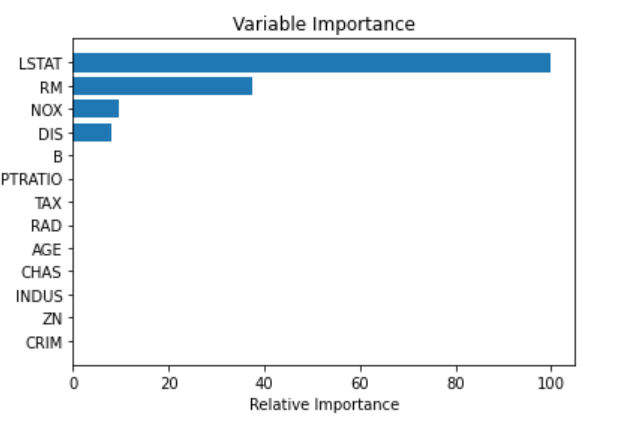 Variable Importance
LSTAT
RM
NOX
DIS
B
PTRATIO
TAX
RAD
AGE
CHAS
INDUS
ZN
CRIM
0 20 40 60 80 100
Relative Importance